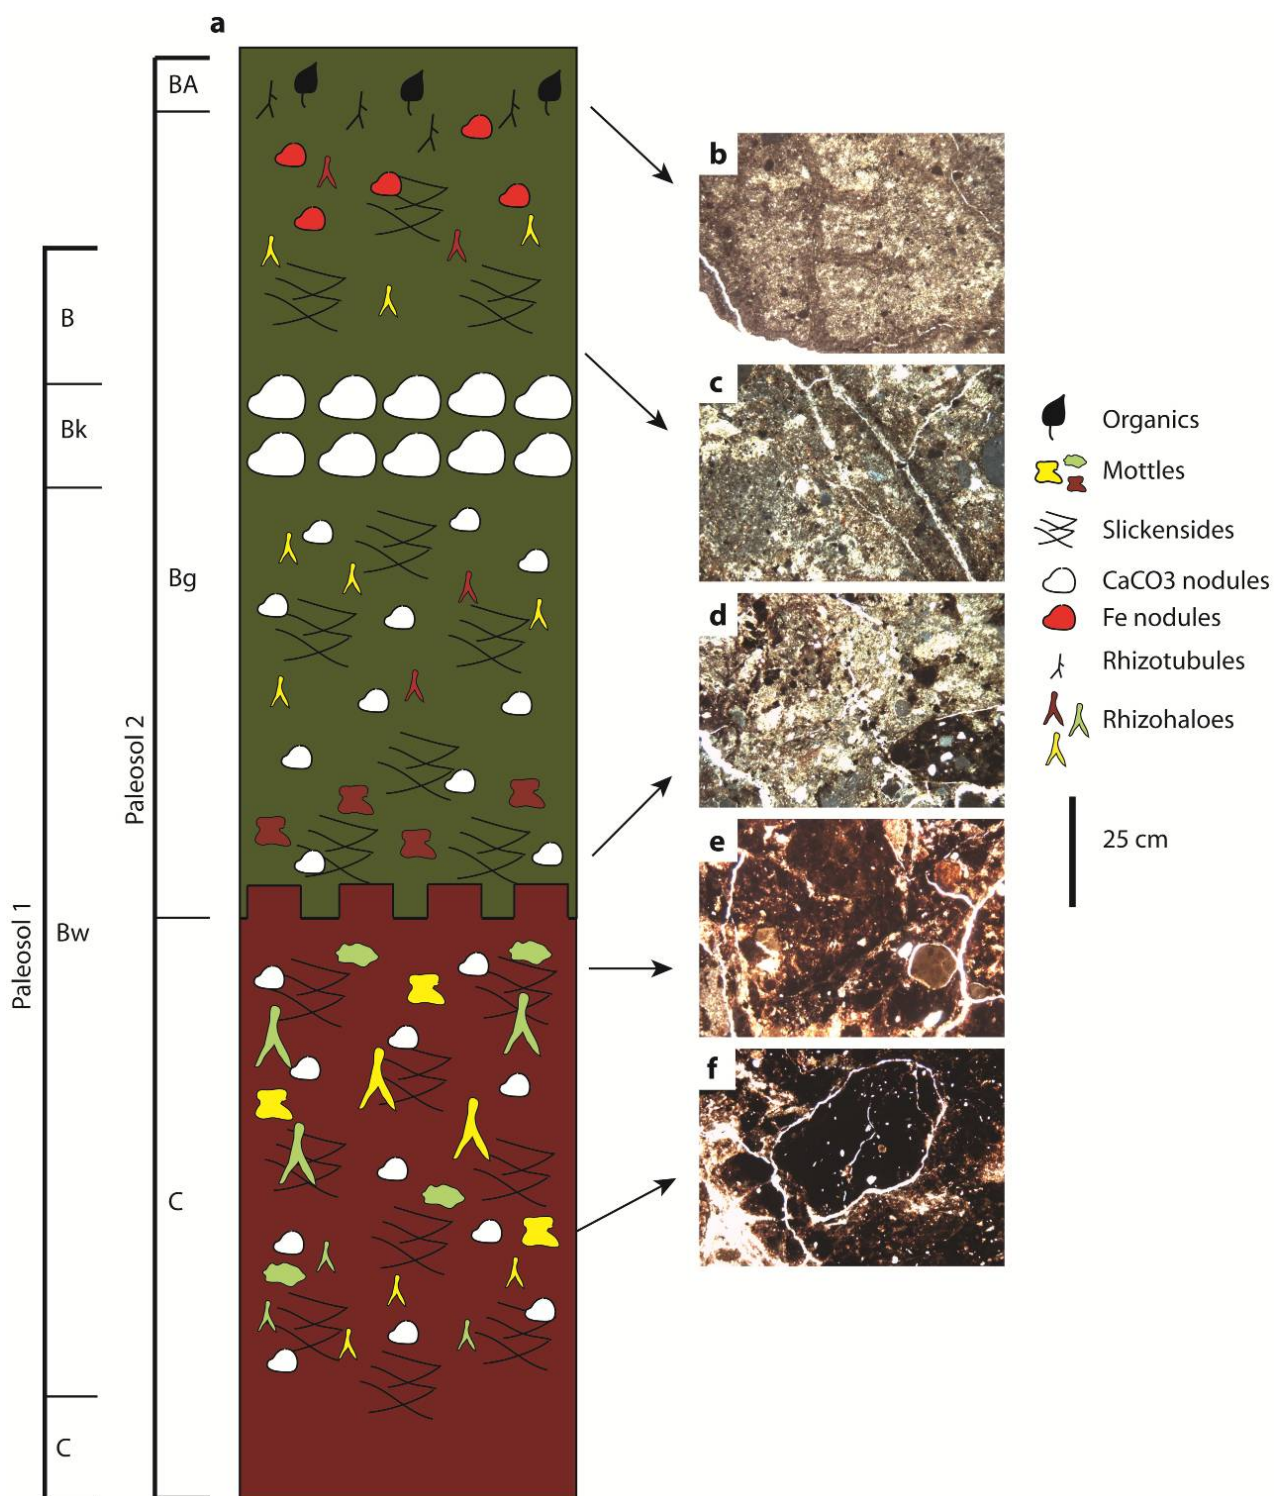 a
BA
b
B
c
Organics
Bk
Mottles
Slickensides
Bg
CaCO3 nodules
d
Fe nodules
Rhizotubules
Rhizohaloes
Paleosol 2
e
25 cm
Bw
Paleosol 1
f
C
C